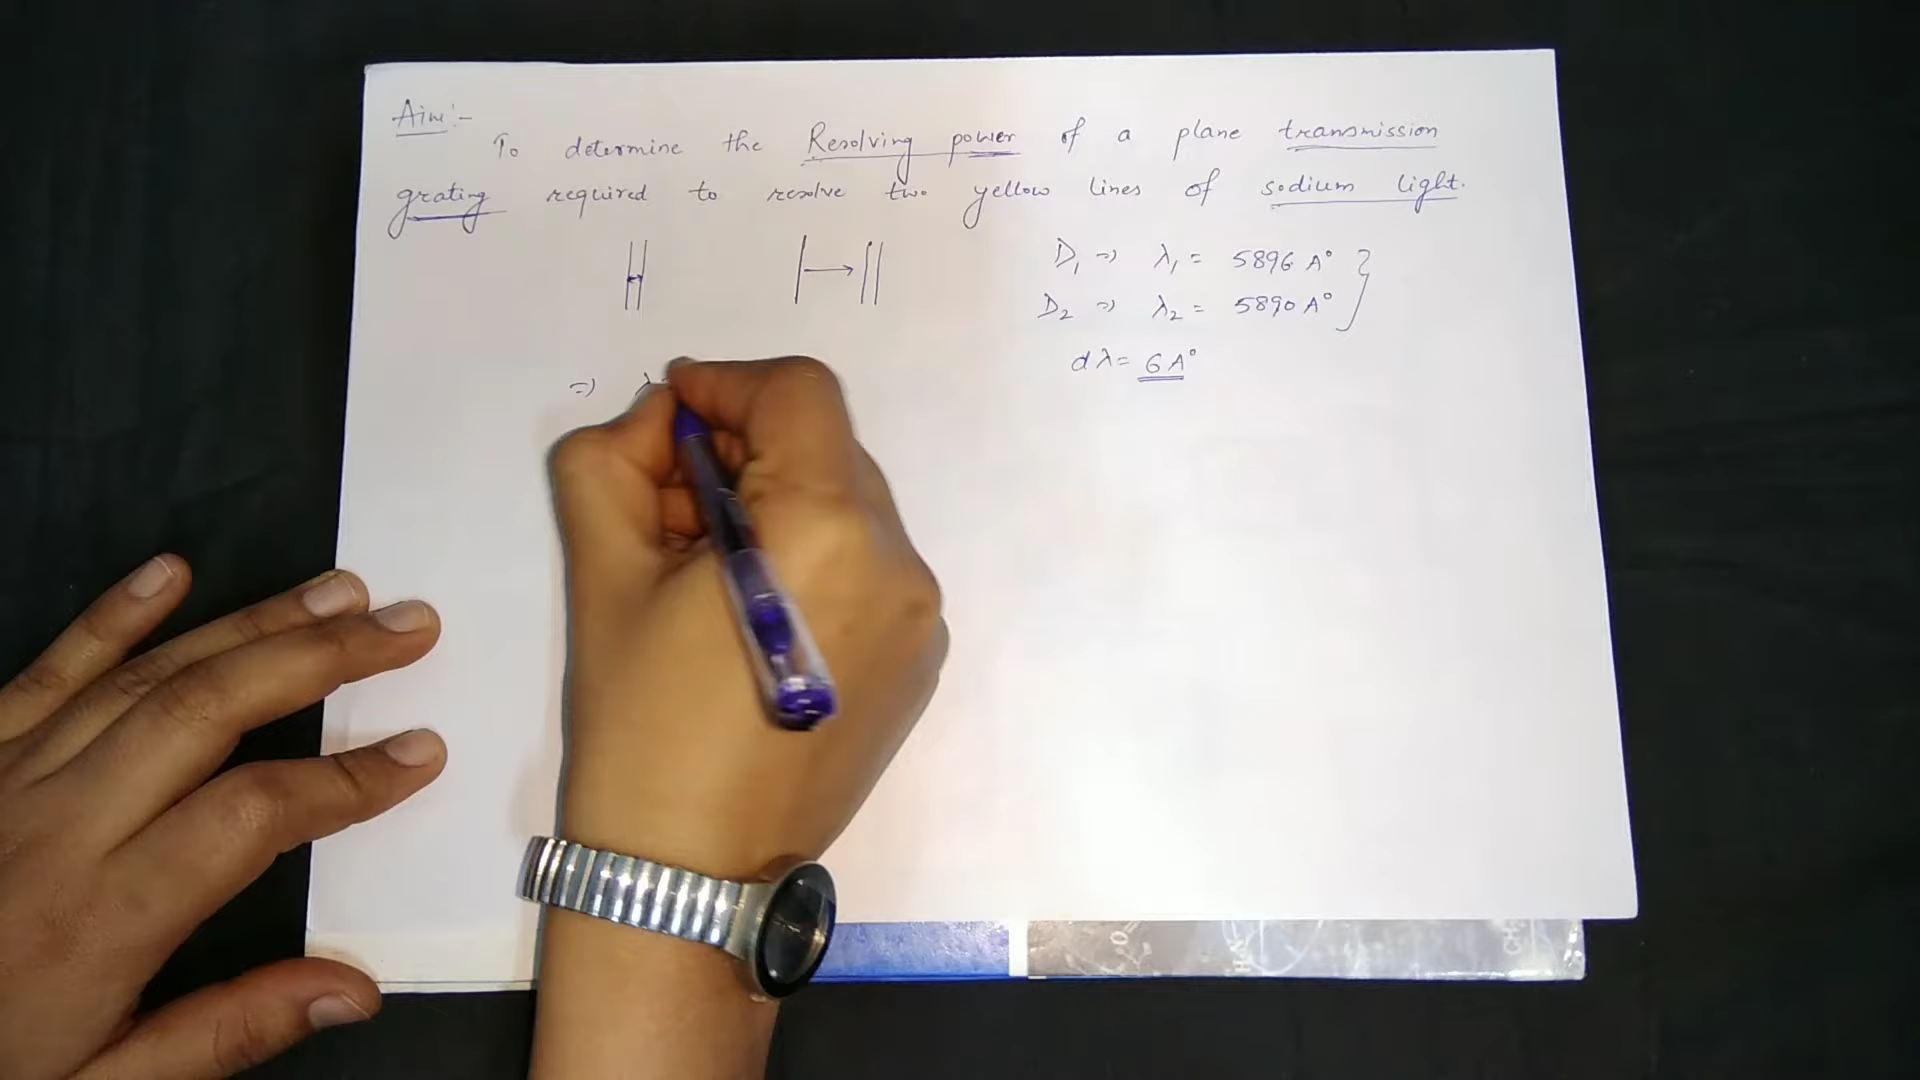 Aim:-
To determine the Resolving power of a plane transmission
grating required to resolve two yellow lines of sodium light.
D₁ => λ₁ = 5896 A°
D₂ => λ₂ = 5890 A°
dλ = 6 A°
=> λ